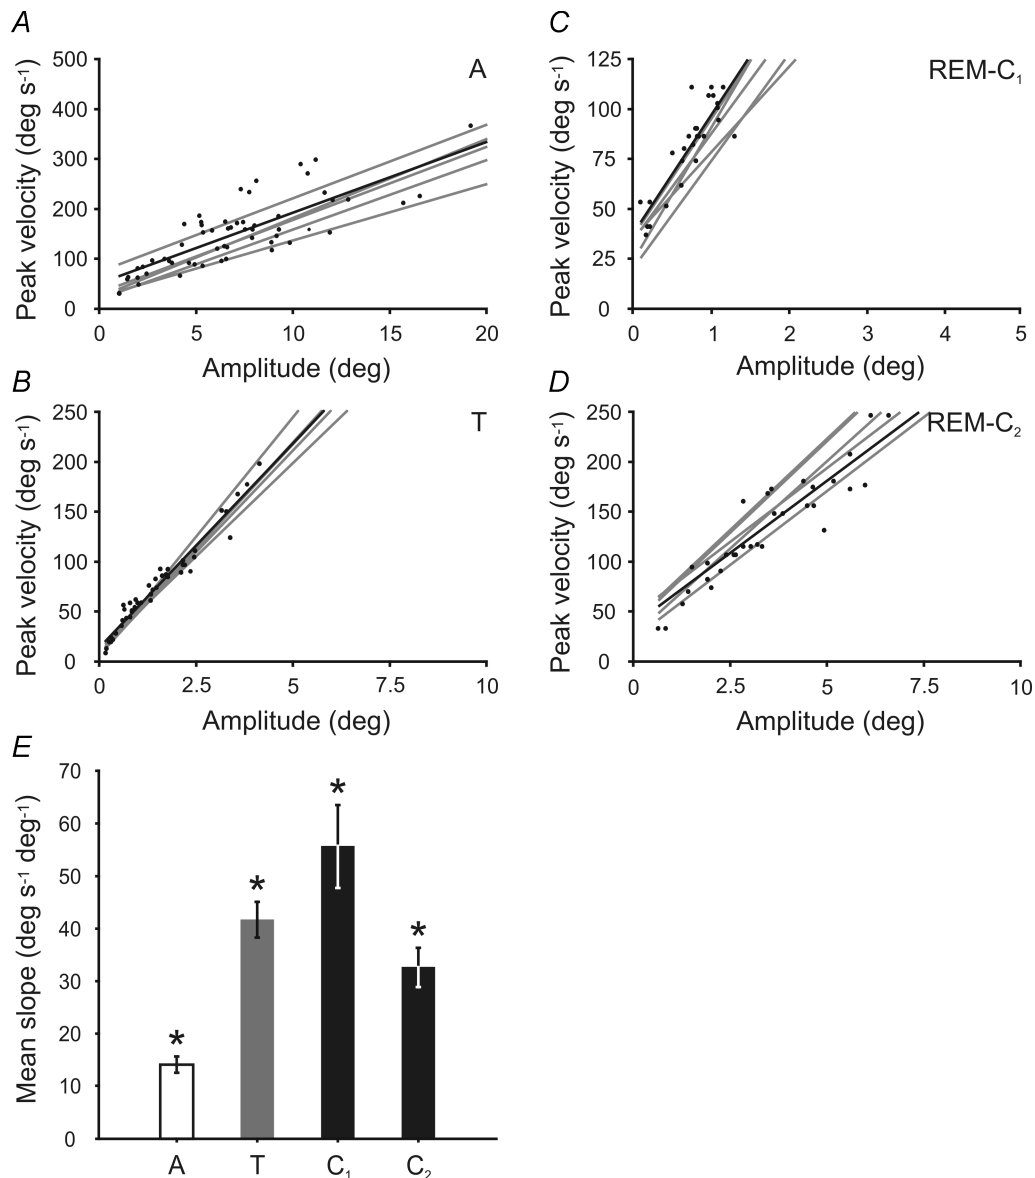 A
Peak velocity (deg s-1)
500
400
300
200
100
0
A
0 5 10 15 20
Amplitude (deg)
C
Peak velocity (deg s-1)
125
100
75
50
25
0
REM-C1
0 1 2 3 4 5
Amplitude (deg)
B
Peak velocity (deg s-1)
250
200
150
100
50
0
T
0 2.5 5 7.5 10
Amplitude (deg)
D
Peak velocity (deg s-1)
250
200
150
100
50
0
REM-C2
0 2.5 5 7.5 10
Amplitude (deg)
E
Mean slope (deg s-1 deg-1)
70
60
50
40
30
20
10
0
* * * *
A T C1 C2